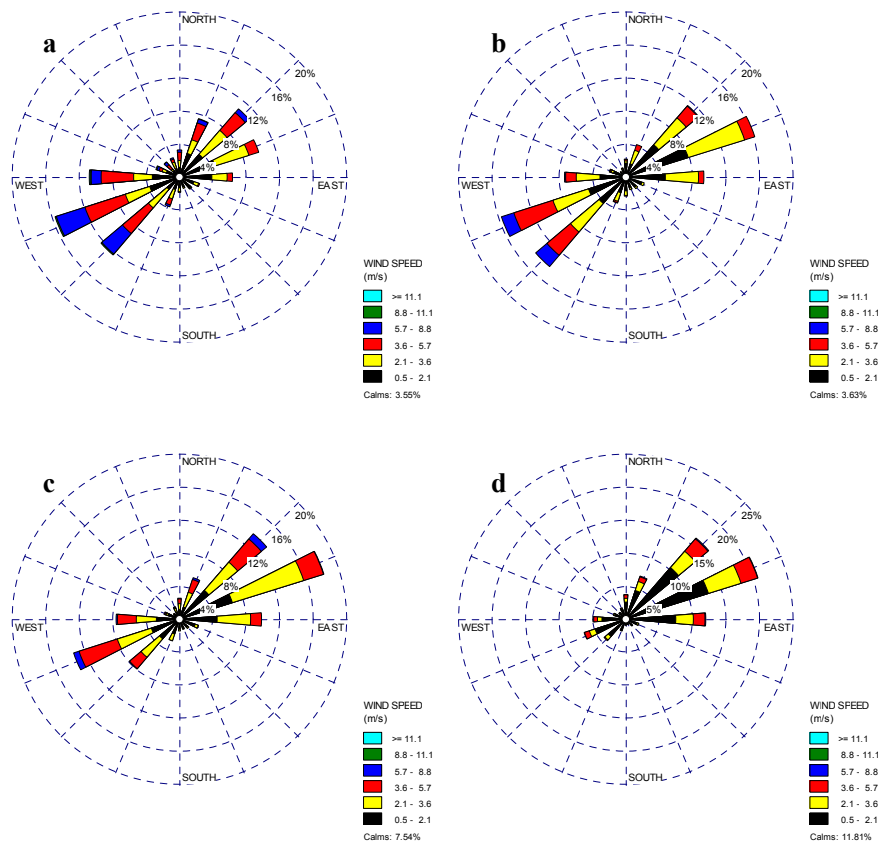 a
NORTH
20%
16%
12%
8%
4%
WEST
EAST
SOUTH
WIND SPEED
(m/s)
>= 11.1
8.8 - 11.1
5.7 - 8.8
3.6 - 5.7
2.1 - 3.6
0.5 - 2.1
Calms: 3.55%
b
NORTH
20%
16%
12%
8%
4%
WEST
EAST
SOUTH
WIND SPEED
(m/s)
>= 11.1
8.8 - 11.1
5.7 - 8.8
3.6 - 5.7
2.1 - 3.6
0.5 - 2.1
Calms: 3.63%
c
NORTH
20%
16%
12%
8%
4%
WEST
EAST
SOUTH
WIND SPEED
(m/s)
>= 11.1
8.8 - 11.1
5.7 - 8.8
3.6 - 5.7
2.1 - 3.6
0.5 - 2.1
Calms: 7.54%
d
NORTH
25%
20%
15%
10%
5%
WEST
EAST
SOUTH
WIND SPEED
(m/s)
>= 11.1
8.8 - 11.1
5.7 - 8.8
3.6 - 5.7
2.1 - 3.6
0.5 - 2.1
Calms: 11.81%